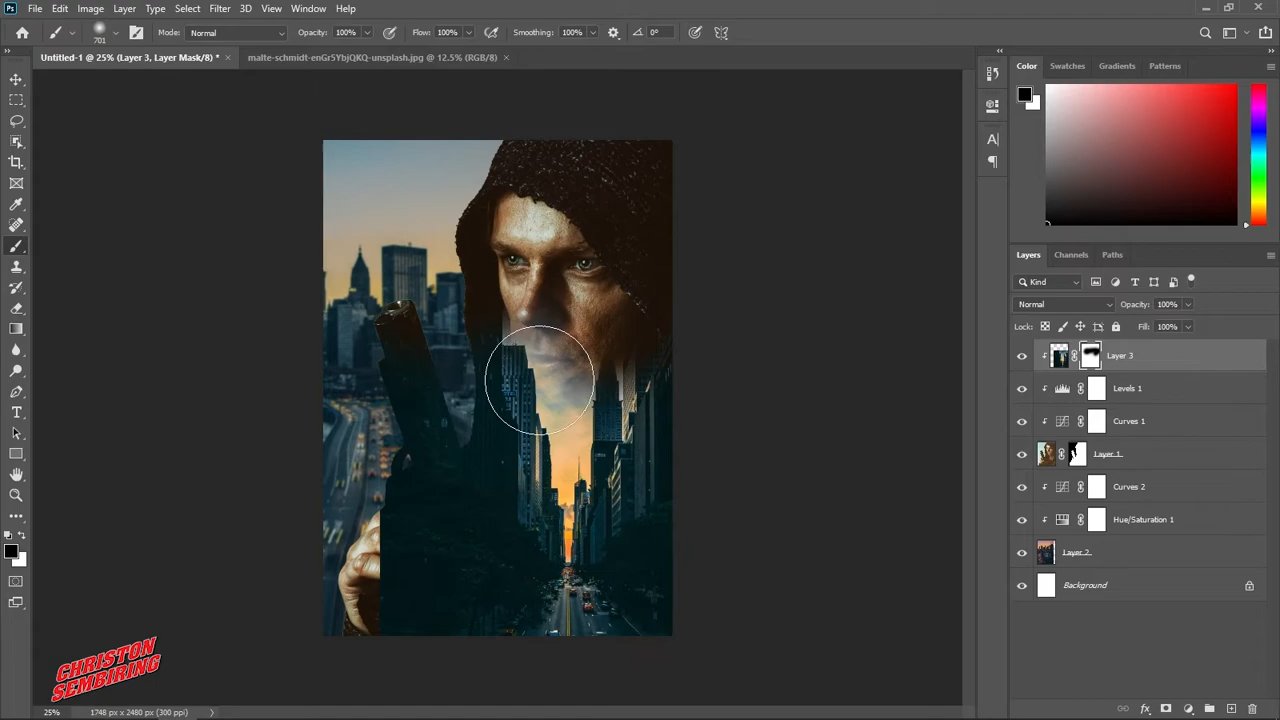 Ps File Edit Image Layer Type Select Filter 3D View Window Help
701 Mode: Normal Opacity: 100% Flow: 100% Smoothing: 100% 0°
Untitled-1 @ 25% (Layer 3, Layer Mask/8) * × malte-schmidt-enGr5YbjQKQ-unsplash.jpg @ 12.5% (RGB/8) ×
Color Swatches Gradients Patterns
Layers Channels Paths
Kind
Normal Opacity: 100%
Lock: Fill: 100%
Layer 3
Levels 1
Curves 1
Layer 1
Curves 2
Hue/Saturation 1
Layer 2
Background
CHRISTON
SEMBIRING
25% 1748 px x 2480 px (300 ppi)